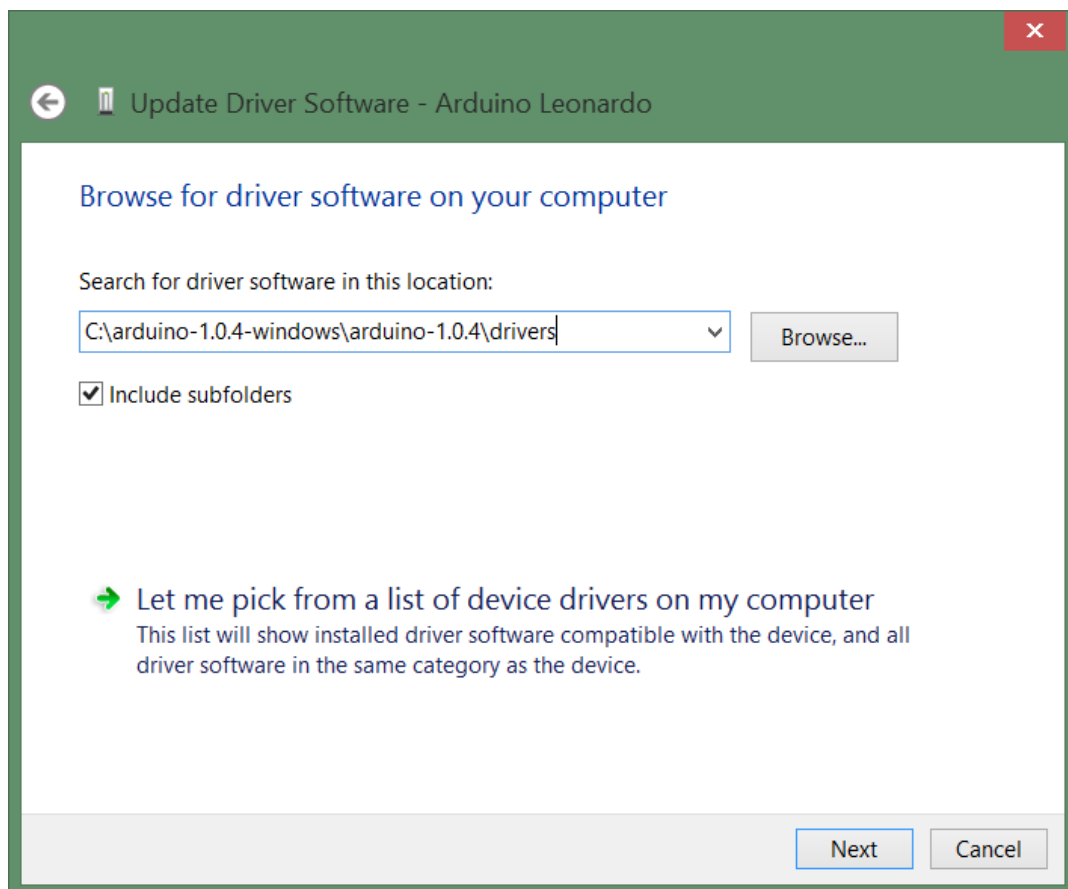 Update Driver Software - Arduino Leonardo
Browse for driver software on your computer
Search for driver software in this location:
C:\arduino-1.0.4-windows\arduino-1.0.4\drivers
Browse...
Include subfolders
Let me pick from a list of device drivers on my computer
This list will show installed driver software compatible with the device, and all
driver software in the same category as the device.
Next
Cancel